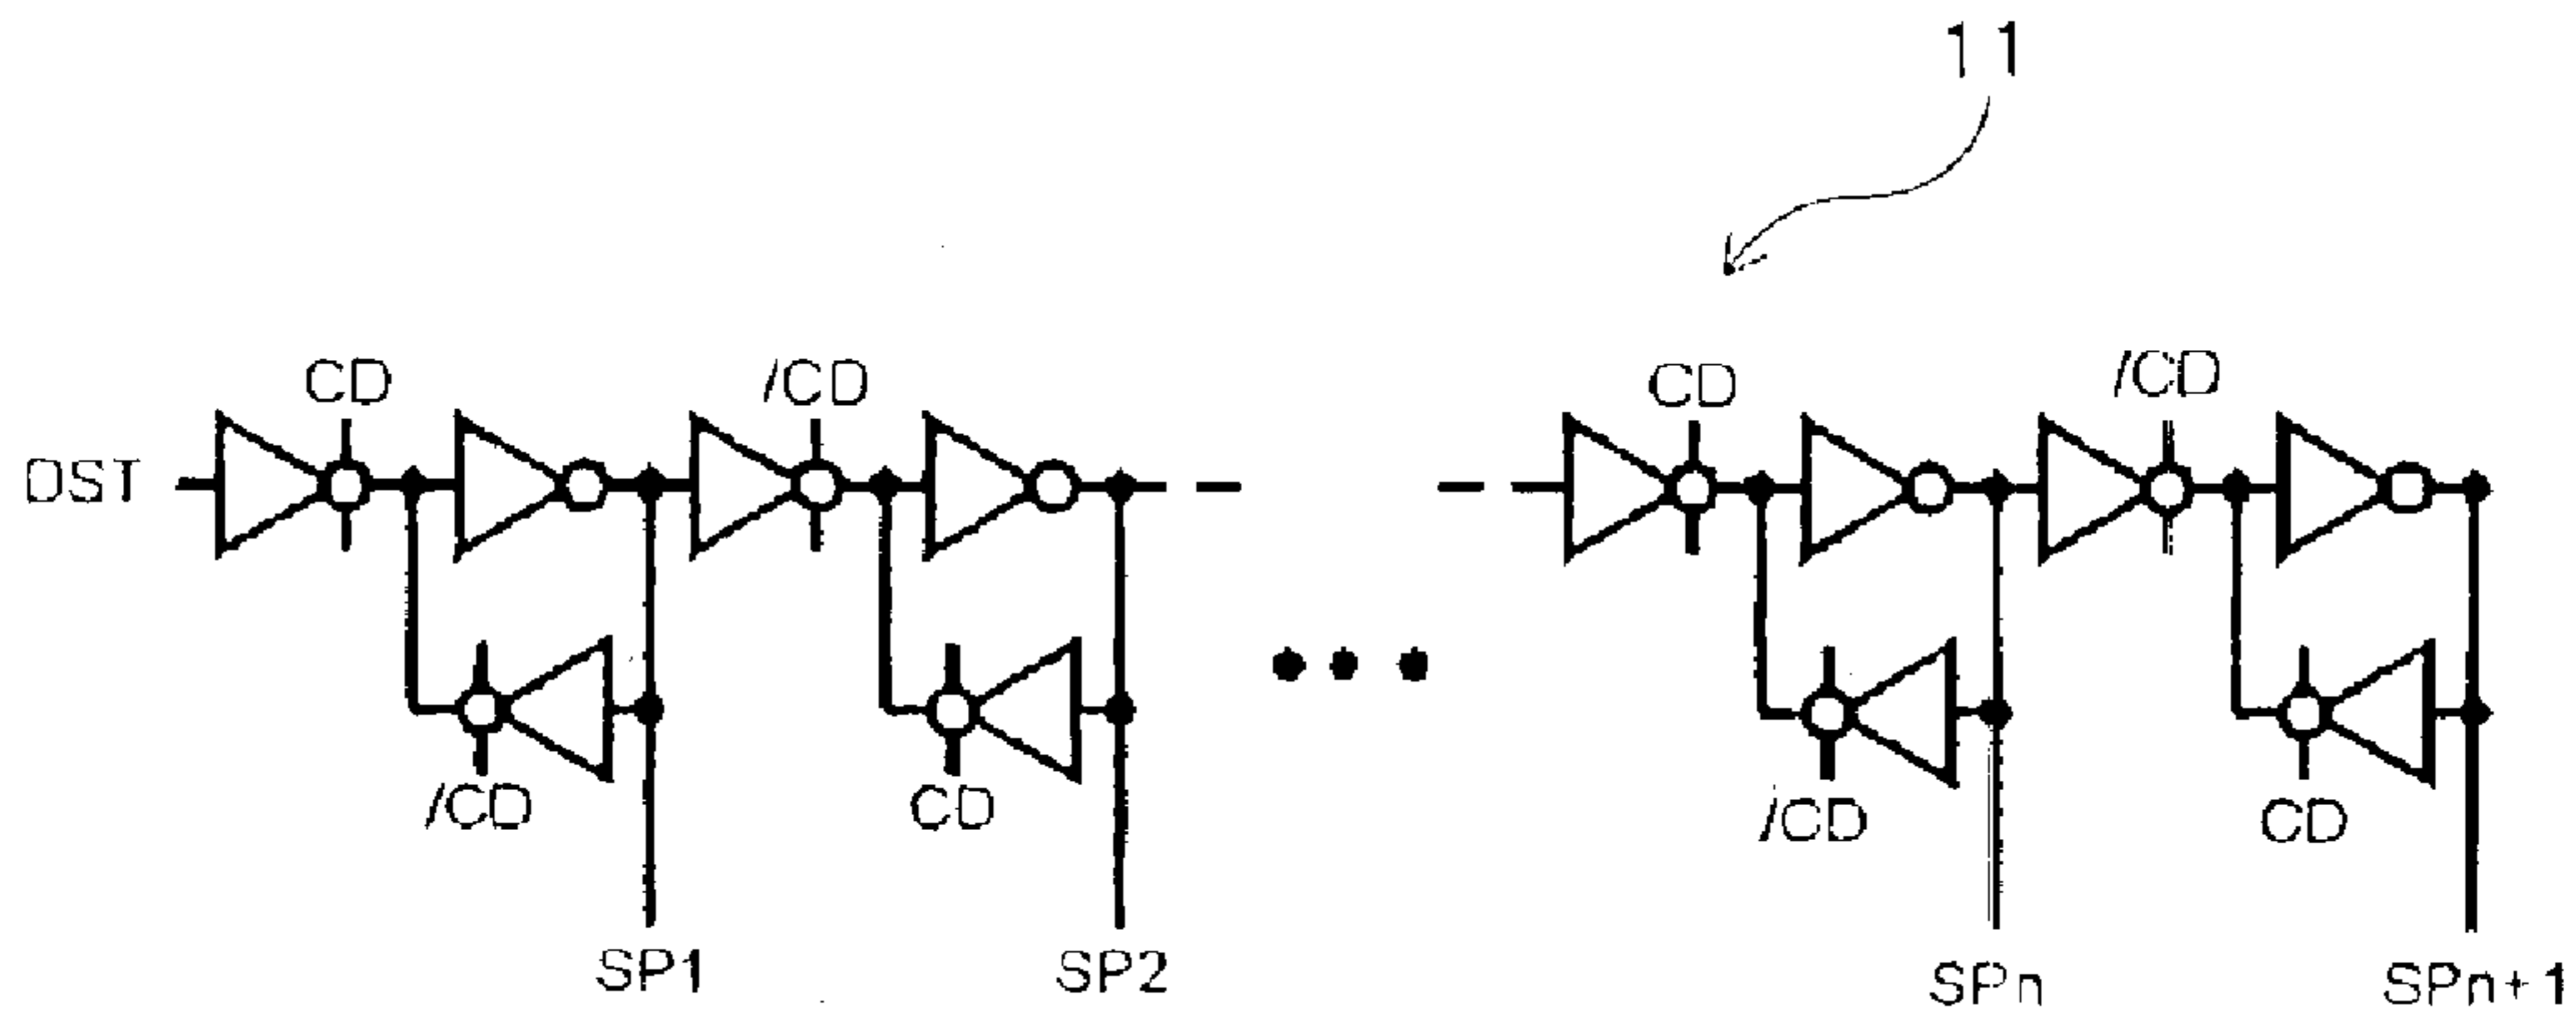 11
CD /CD CD /CD
DST
/CD CD /CD CD
SP1 SP2 SPn SPn+1